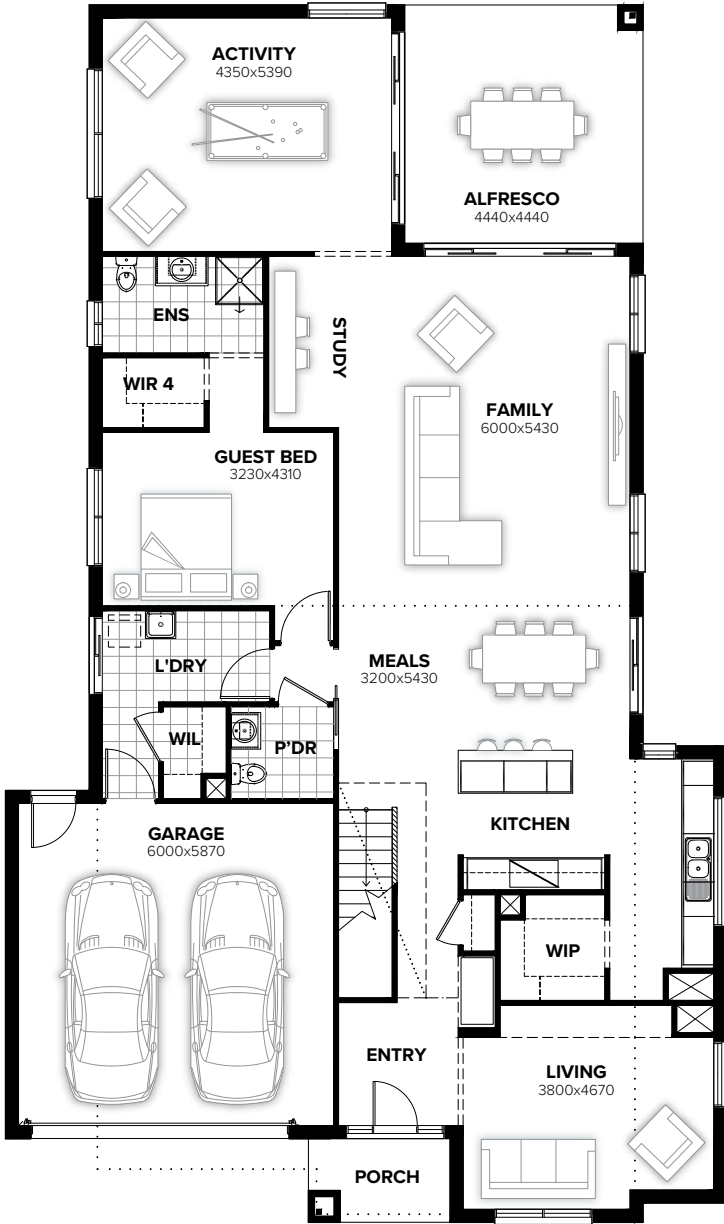 ACTIVITY
4350x5390
ALFRESCO
4440x4440
ENS
STUDY
WIR 4
FAMILY
6000x5430
GUEST BED
3230x4310
L'DRY
MEALS
3200x5430
WIL
P'DR
KITCHEN
GARAGE
6000x5870
WIP
ENTRY
LIVING
3800x4670
PORCH